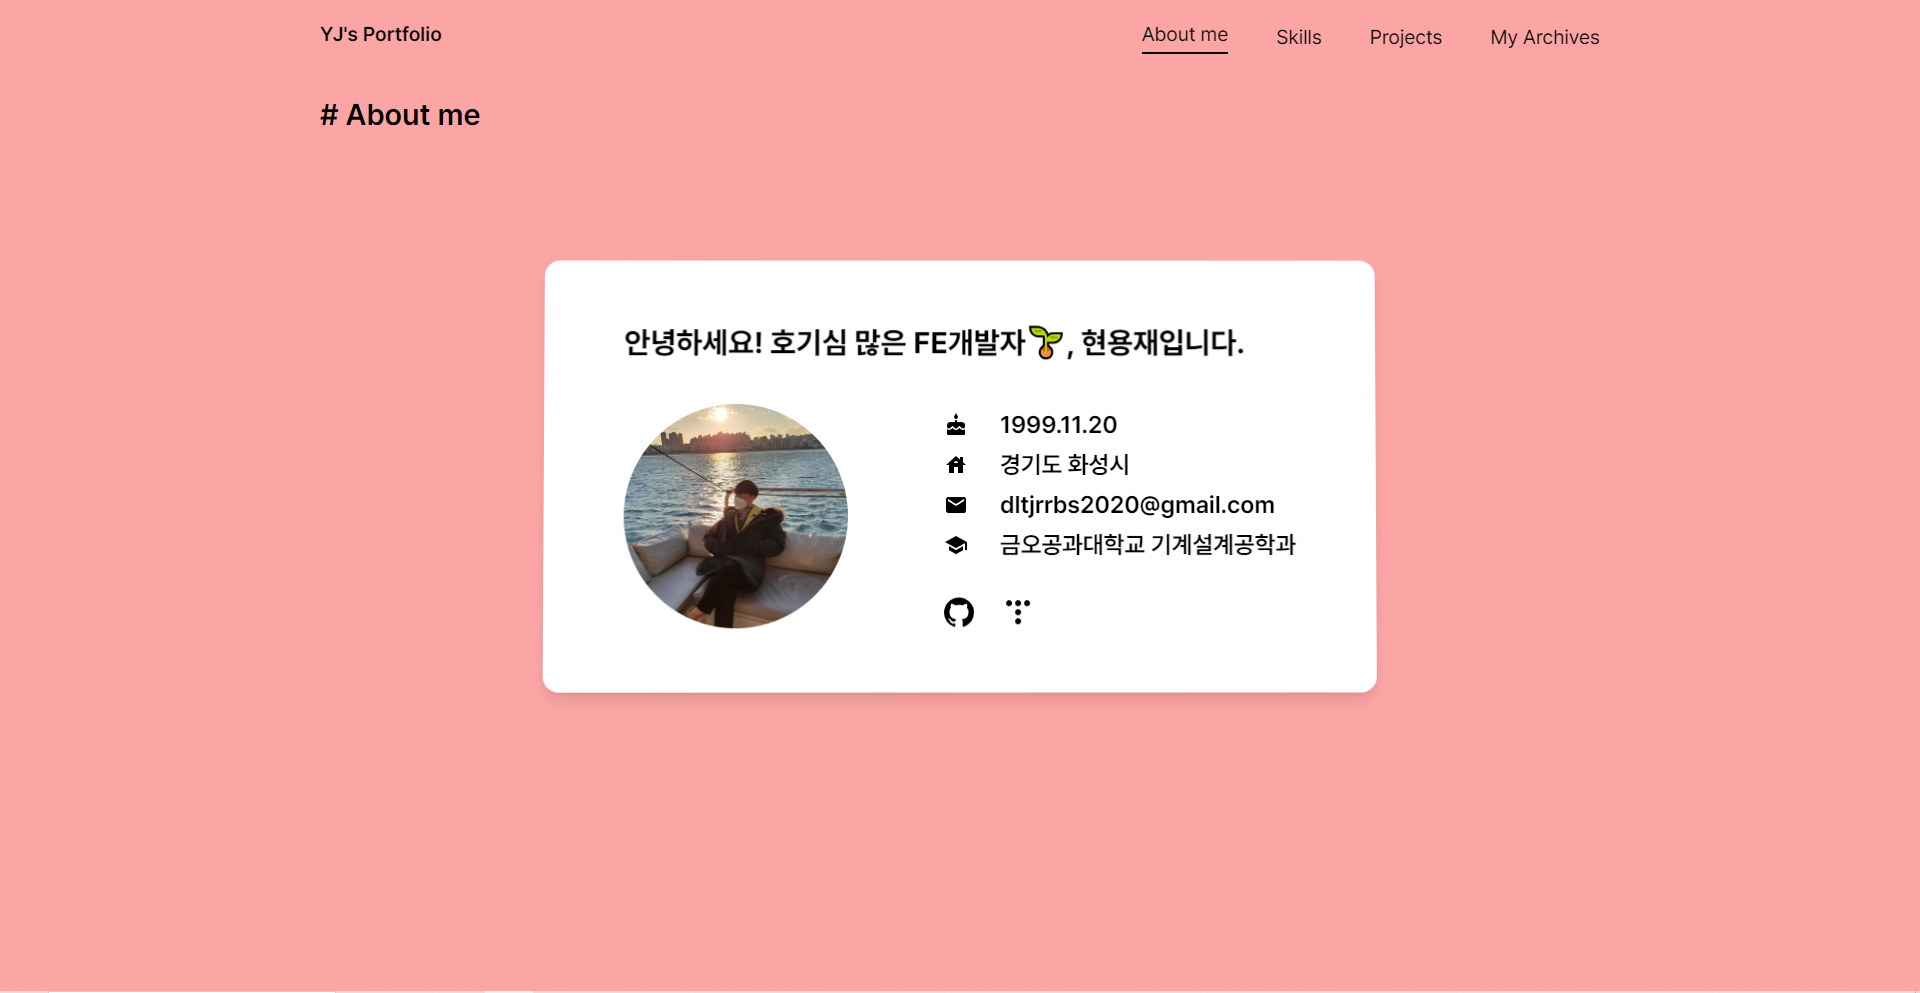 YJ's Portfolio
About me
Skills
Projects
My Archives
# About me
안녕하세요! 호기심 많은 FE개발자🌱, 현용재입니다.
1999.11.20
경기도 화성시
dltjrrbs2020@gmail.com
금오공과대학교 기계설계공학과